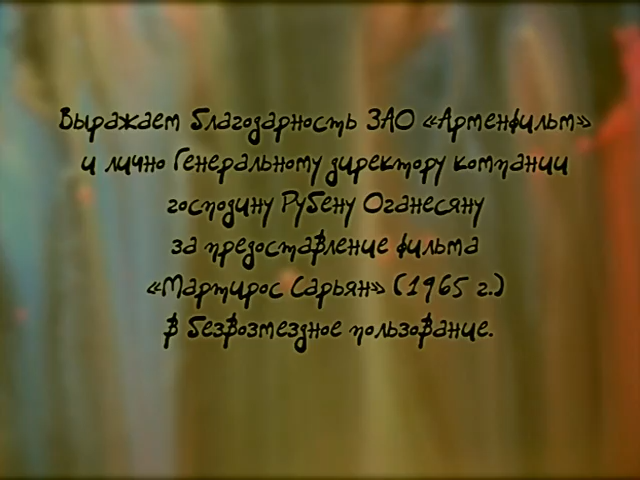 Выражаем благодарность ЗАО «Арменфильм»
и лично Генеральному директору компании
господину Рубену Оганесяну
за предоставление фильма
«Мартирос Сарьян» (1965 г.)
в безвозмездное пользование.